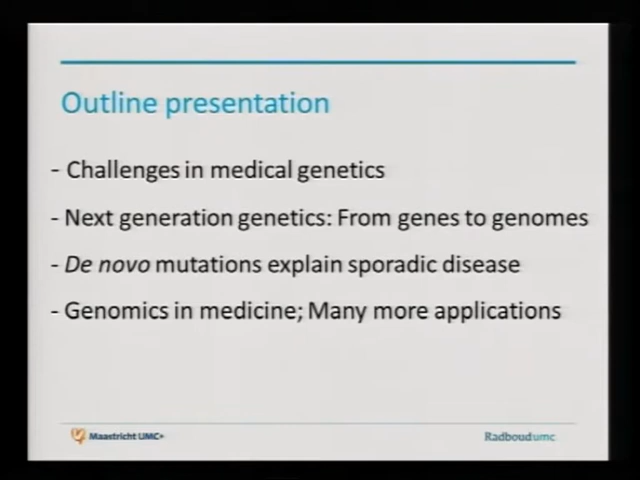 Outline presentation
- Challenges in medical genetics
- Next generation genetics: From genes to genomes
- De novo mutations explain sporadic disease
- Genomics in medicine; Many more applications
Maastricht UMC+
Radboudumc